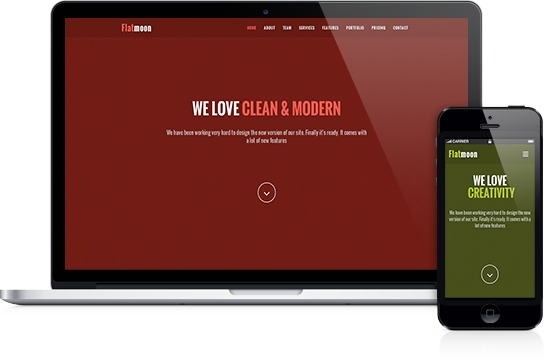 Flatmoon
HOME ABOUT TEAM SERVICES FEATURES PORTFOLIO PRICING CONTACT
WE LOVE CLEAN & MODERN
We have been working very hard to design the new version of our site. Finally it's ready. It comes with
a lot of new features
CARRIER
Flatmoon
WE LOVE
CREATIVITY
We have been working very hard to design the new
version of our site. Finally it's ready. It comes with a
lot of new features